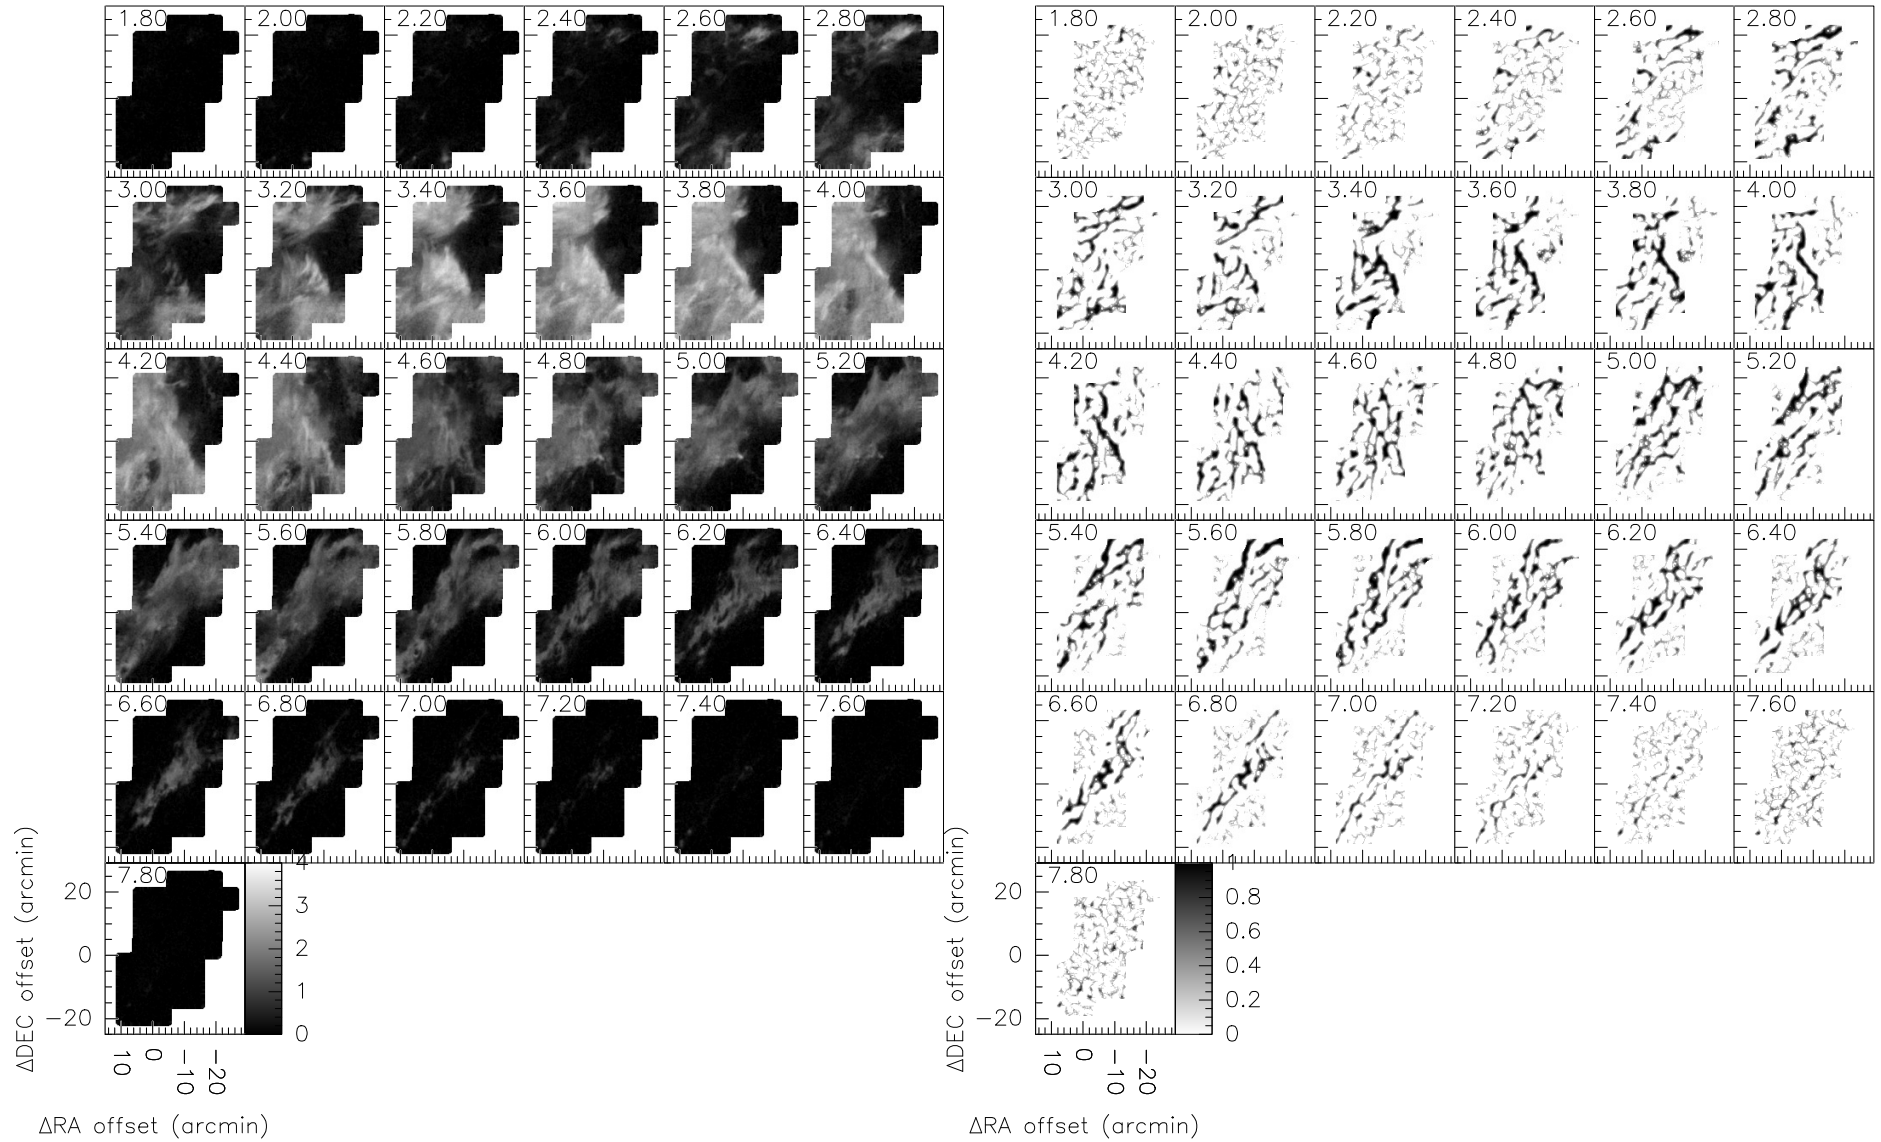 1.80 2.00 2.20 2.40 2.60 2.80
3.00 3.20 3.40 3.60 3.80 4.00
4.20 4.40 4.60 4.80 5.00 5.20
5.40 5.60 5.80 6.00 6.20 6.40
6.60 6.80 7.00 7.20 7.40 7.60
7.80
4
3
2
1
0
20
0
−20
10 0 −10 −20
ΔDEC offset (arcmin)
ΔRA offset (arcmin)
1.80 2.00 2.20 2.40 2.60 2.80
3.00 3.20 3.40 3.60 3.80 4.00
4.20 4.40 4.60 4.80 5.00 5.20
5.40 5.60 5.80 6.00 6.20 6.40
6.60 6.80 7.00 7.20 7.40 7.60
7.80
1
0.8
0.6
0.4
0.2
0
20
0
−20
10 0 −10 −20
ΔDEC offset (arcmin)
ΔRA offset (arcmin)